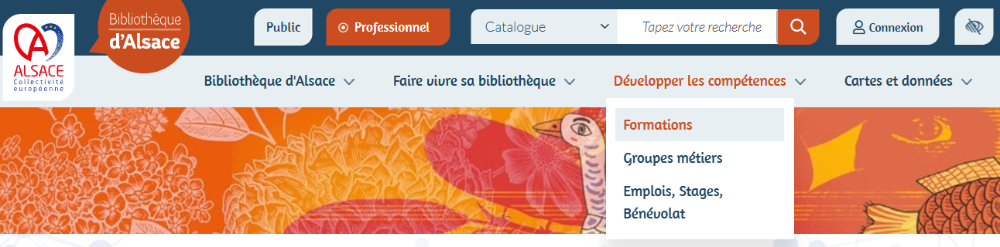 ALSACE
Collectivité
européenne
Bibliothèque
d'Alsace
Public
Professionnel
Catalogue
Tapez votre recherche
Connexion
Bibliothèque d'Alsace
Faire vivre sa bibliothèque
Développer les compétences
Cartes et données
Formations
Groupes métiers
Emplois, Stages,
Bénévolat